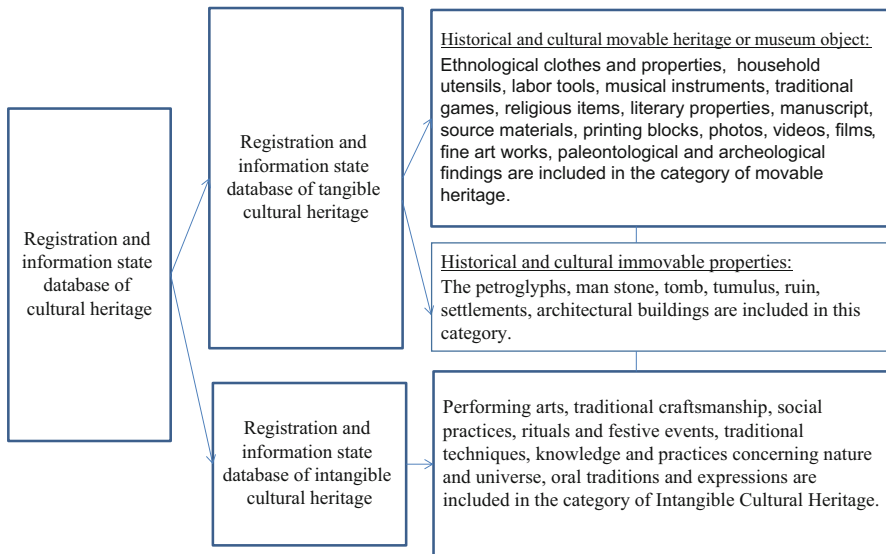 Registration and
information state
database of
cultural heritage
Registration and
information state
database of tangible
cultural heritage
Historical and cultural movable heritage or museum object:
Ethnological clothes and properties, household
utensils, labor tools, musical instruments, traditional
games, religious items, literary properties, manuscript,
source materials, printing blocks, photos, videos, films,
fine art works, paleontological and archeological
findings are included in the category of movable
heritage.
Historical and cultural immovable properties:
The petroglyphs, man stone, tomb, tumulus, ruin,
settlements, architectural buildings are included in this
category.
Registration and
information state
database of intangible
cultural heritage
Performing arts, traditional craftsmanship, social
practices, rituals and festive events, traditional
techniques, knowledge and practices concerning nature
and universe, oral traditions and expressions are
included in the category of Intangible Cultural Heritage.